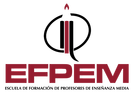 EFPEM
ESCUELA DE FORMACIÓN DE PROFESORES DE ENSEÑANZA MEDIA